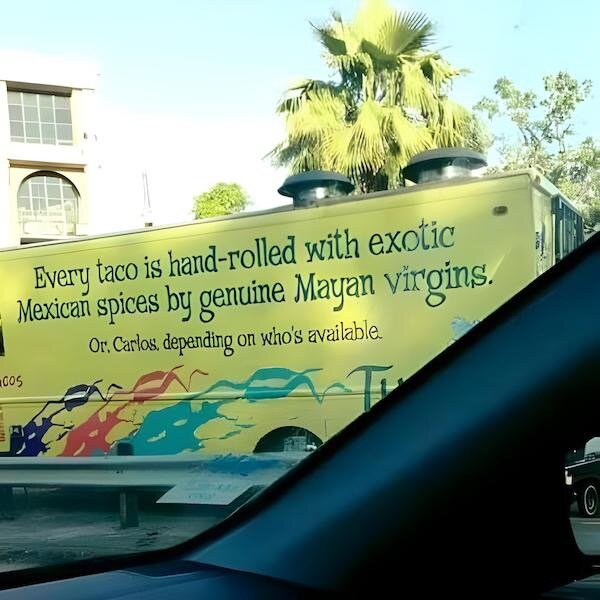 Every taco is hand-rolled with exotic
Mexican spices by genuine Mayan virgins.
Or, Carlos, depending on who's available.